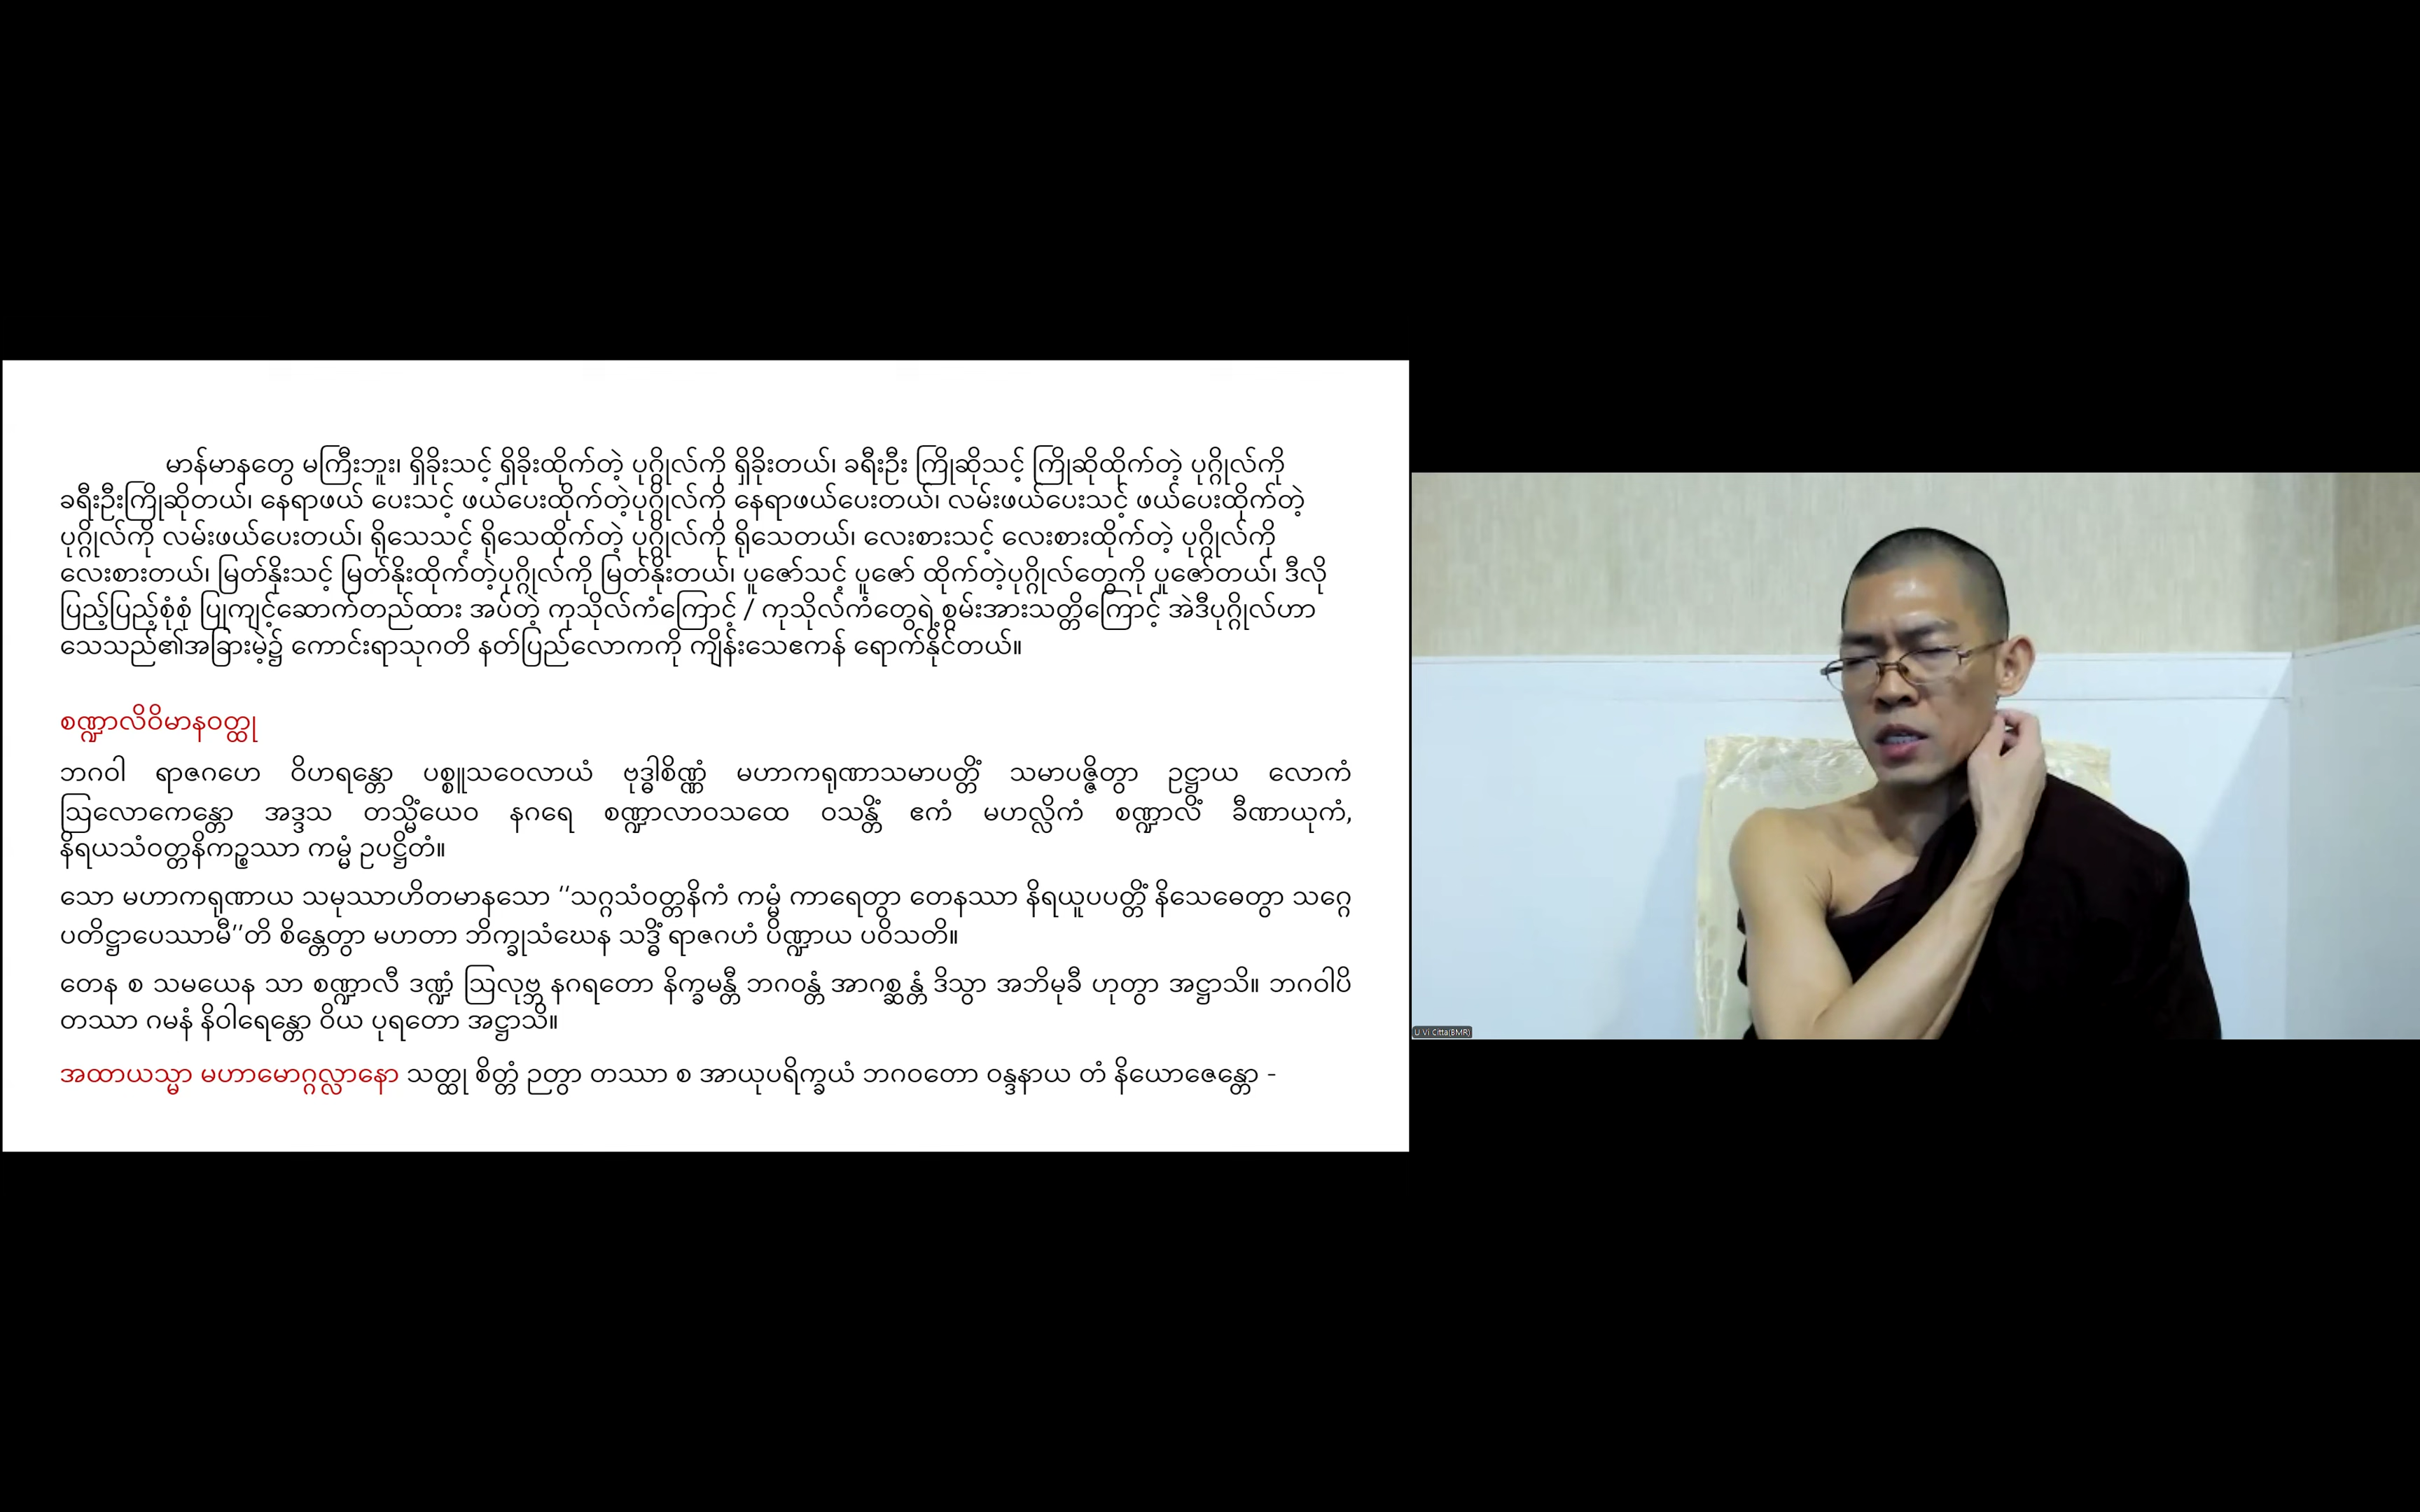 မာန်မာနတွေ မကြီးဘူး၊ ရှိခိုးသင့် ရှိခိုးထိုက်တဲ့ ပုဂ္ဂိုလ်ကို ရှိခိုးတယ်၊ ခရီးဦး ကြိုဆိုသင့် ကြိုဆိုထိုက်တဲ့ ပုဂ္ဂိုလ်ကို
ခရီးဦးကြိုဆိုတယ်၊ နေရာဖယ် ပေးသင့် ဖယ်ပေးထိုက်တဲ့ပုဂ္ဂိုလ်ကို နေရာဖယ်ပေးတယ်၊ လမ်းဖယ်ပေးသင့် ဖယ်ပေးထိုက်တဲ့
ပုဂ္ဂိုလ်ကို လမ်းဖယ်ပေးတယ်၊ ရိုသေသင့် ရိုသေထိုက်တဲ့ ပုဂ္ဂိုလ်ကို ရိုသေတယ်၊ လေးစားသင့် လေးစားထိုက်တဲ့ ပုဂ္ဂိုလ်ကို
လေးစားတယ်၊ မြတ်နိုးသင့် မြတ်နိုးထိုက်တဲ့ပုဂ္ဂိုလ်ကို မြတ်နိုးတယ်၊ ပူဇော်သင့် ပူဇော် ထိုက်တဲ့ပုဂ္ဂိုလ်တွေကို ပူဇော်တယ်၊ ဒီလို
ပြည့်ပြည့်စုံစုံ ပြုကျင့်ဆောက်တည်ထား အပ်တဲ့ ကုသိုလ်ကံကြောင့် / ကုသိုလ်ကံတွေရဲ့စွမ်းအားသတ္တိကြောင့် အဲဒီပုဂ္ဂိုလ်ဟာ
သေသည်၏အခြားမဲ့၌ ကောင်းရာသုဂတိ နတ်ပြည်လောကကို ကျိန်းသေဧကန် ရောက်နိုင်တယ်။
စဏ္ဍာလိဝိမာနဝတ္ထု
ဘဂဝါ ရာဇဂဟေ ဝိဟရန္တော ပစ္စူသဝေလာယံ ဗုဒ္ဓါစိဏ္ဏံ မဟာကရုဏာသမာပတ္တိံ သမာပဇ္ဇိတွာ ဥဋ္ဌာယ လောကံ
ဩလောကေန္တော အဒ္ဒသ တသ္မိံယေဝ နဂရေ စဏ္ဍာလာဝသထေ ဝသန္တိံ ဧကံ မဟလ္လိကံ စဏ္ဍာလိံ ခီဏာယုကံ,
နိရယသံဝတ္တနိကဉ္စဿာ ကမ္မံ ဥပဋ္ဌိတံ။
သော မဟာကရုဏာယ သမုဿာဟိတမာနသော ‘‘သဂ္ဂသံဝတ္တနိကံ ကမ္မံ ကာရေတွာ တေနဿာ နိရယူပပတ္တိံ နိသေဓေတွာ သဂ္ဂေ
ပတိဋ္ဌာပေဿာမီ’’တိ စိန္တေတွာ မဟတာ ဘိက္ခုသံဃေန သဒ္ဓိံ ရာဇဂဟံ ပိဏ္ဍာယ ပဝိသတိ။
တေန စ သမယေန သာ စဏ္ဍာလီ ဒဏ္ဍံ ဩလုဗ္ဘ နဂရတော နိက္ခမန္တီ ဘဂဝန္တံ အာဂစ္ဆန္တံ ဒိသွာ အဘိမုခီ ဟုတွာ အဋ္ဌာသိ။ ဘဂဝါပိ
တဿာ ဂမနံ နိဝါရေန္တော ဝိယ ပုရတော အဋ္ဌာသိ။
အထာယသ္မာ မဟာမောဂ္ဂလ္လာနော သတ္ထု စိတ္တံ ဉတွာ တဿာ စ အာယုပရိက္ခယံ ဘဂဝတော ဝန္ဒနာယ တံ နိယောဇေန္တော -
U Vi Citta(BMR)